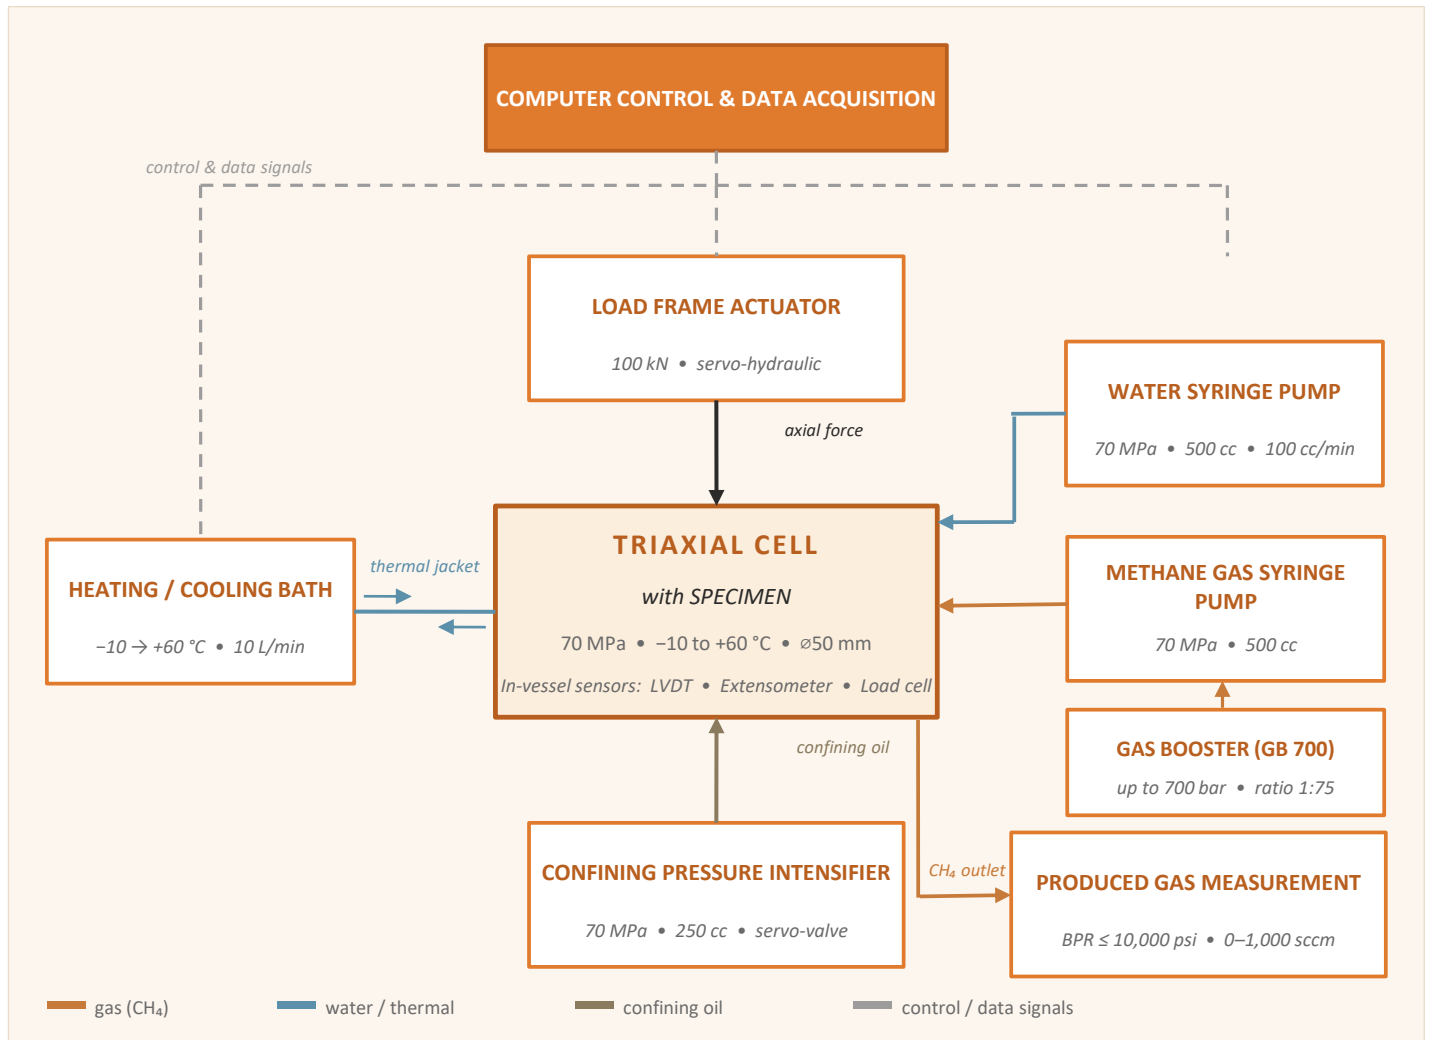 COMPUTER CONTROL & DATA ACQUISITION
control & data signals
LOAD FRAME ACTUATOR
100 kN • servo-hydraulic
axial force
WATER SYRINGE PUMP
70 MPa • 500 cc • 100 cc/min
HEATING / COOLING BATH
−10 → +60 °C • 10 L/min
thermal jacket
TRIAXIAL CELL
with SPECIMEN
70 MPa • −10 to +60 °C • ⌀50 mm
In-vessel sensors: LVDT • Extensometer • Load cell
METHANE GAS SYRINGE
PUMP
70 MPa • 500 cc
GAS BOOSTER (GB 700)
up to 700 bar • ratio 1:75
confining oil
CONFINING PRESSURE INTENSIFIER
70 MPa • 250 cc • servo-valve
CH₄ outlet
PRODUCED GAS MEASUREMENT
BPR ≤ 10,000 psi • 0–1,000 sccm
gas (CH₄)
water / thermal
confining oil
control / data signals